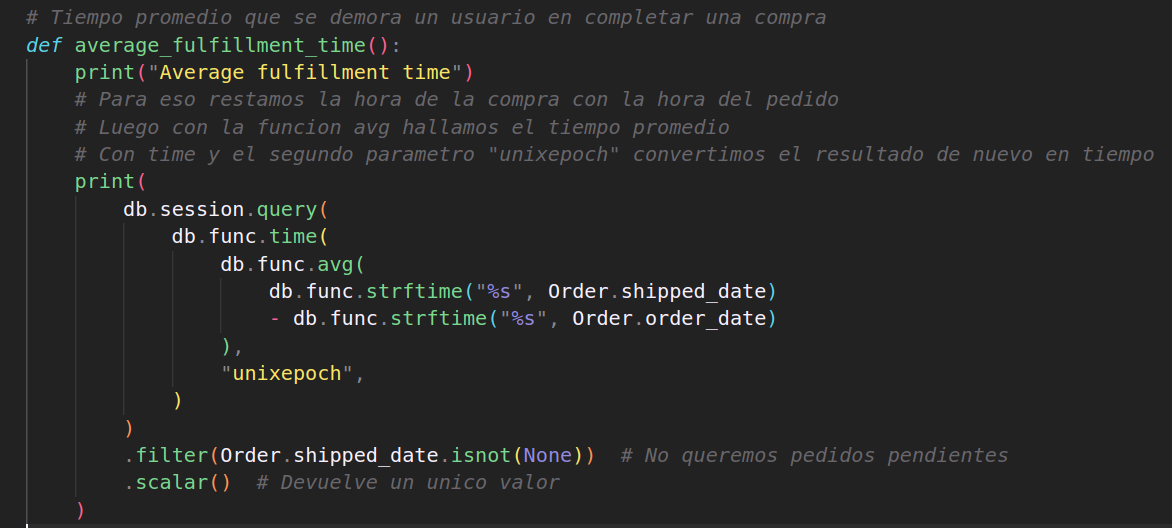 # Tiempo promedio que se demora un usuario en completar una compra
def average_fulfillment_time():
    print("Average fulfillment time")
    # Para eso restamos la hora de la compra con la hora del pedido
    # Luego con la funcion avg hallamos el tiempo promedio
    # Con time y el segundo parametro "unixepoch" convertimos el resultado de nuevo en tiempo
    print(
        db.session.query(
            db.func.time(
                db.func.avg(
                    db.func.strftime("%s", Order.shipped_date)
                    - db.func.strftime("%s", Order.order_date)
                ),
                "unixepoch",
            )
        )
        .filter(Order.shipped_date.isnot(None))  # No queremos pedidos pendientes
        .scalar()  # Devuelve un unico valor
    )